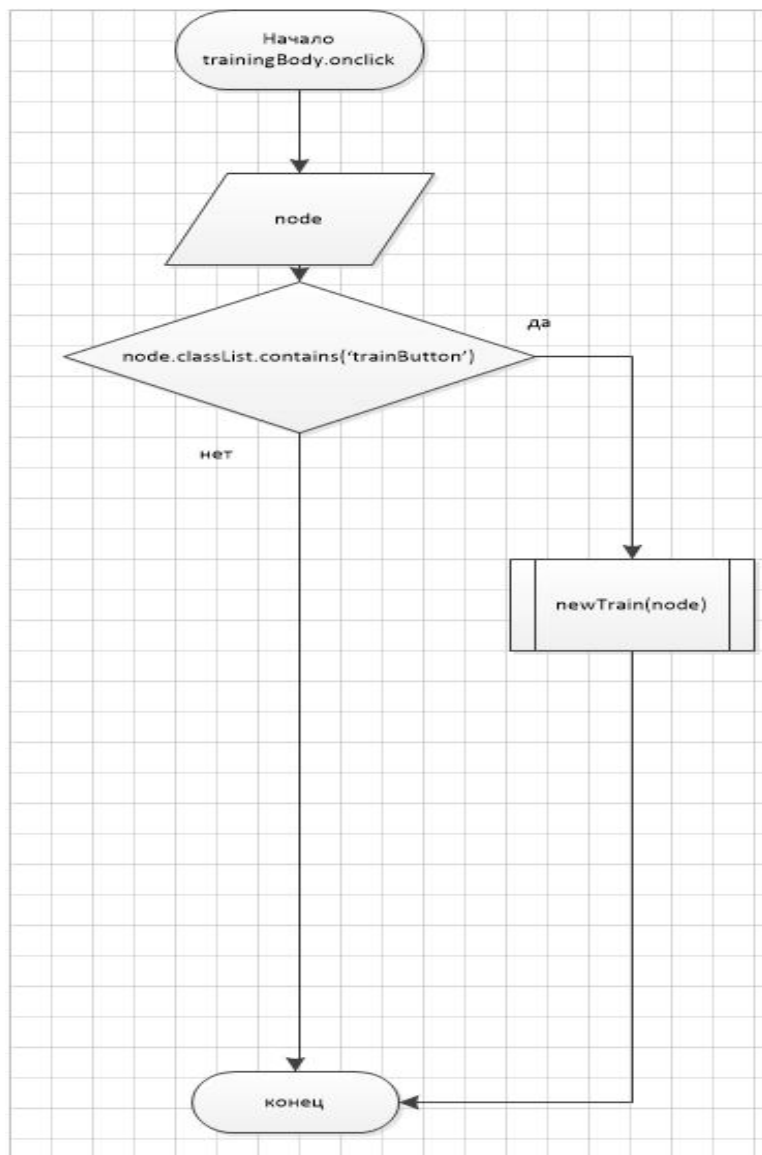 Начало
trainingBody.onclick
node
node.classList.contains(‘trainButton’)
да
нет
newTrain(node)
конец